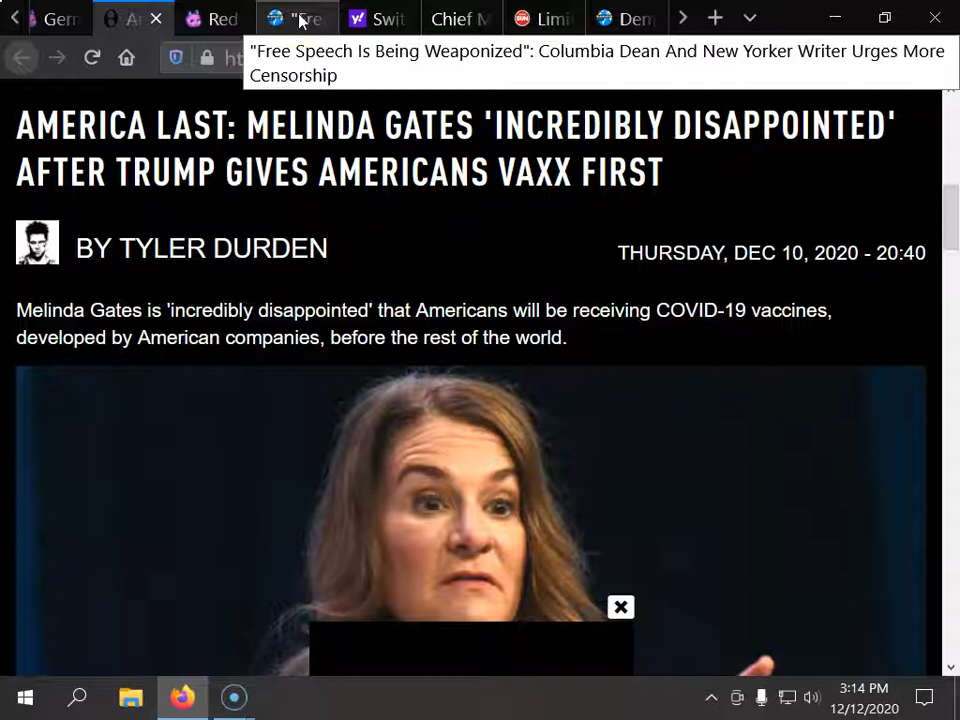 Gern
Ar
Red
"Fre
Swit
Chief M
Limi
Dem
"Free Speech Is Being Weaponized": Columbia Dean And New Yorker Writer Urges More
Censorship
AMERICA LAST: MELINDA GATES 'INCREDIBLY DISAPPOINTED'
AFTER TRUMP GIVES AMERICANS VAXX FIRST
BY TYLER DURDEN
THURSDAY, DEC 10, 2020 - 20:40
Melinda Gates is 'incredibly disappointed' that Americans will be receiving COVID-19 vaccines,
developed by American companies, before the rest of the world.
3:14 PM
12/12/2020